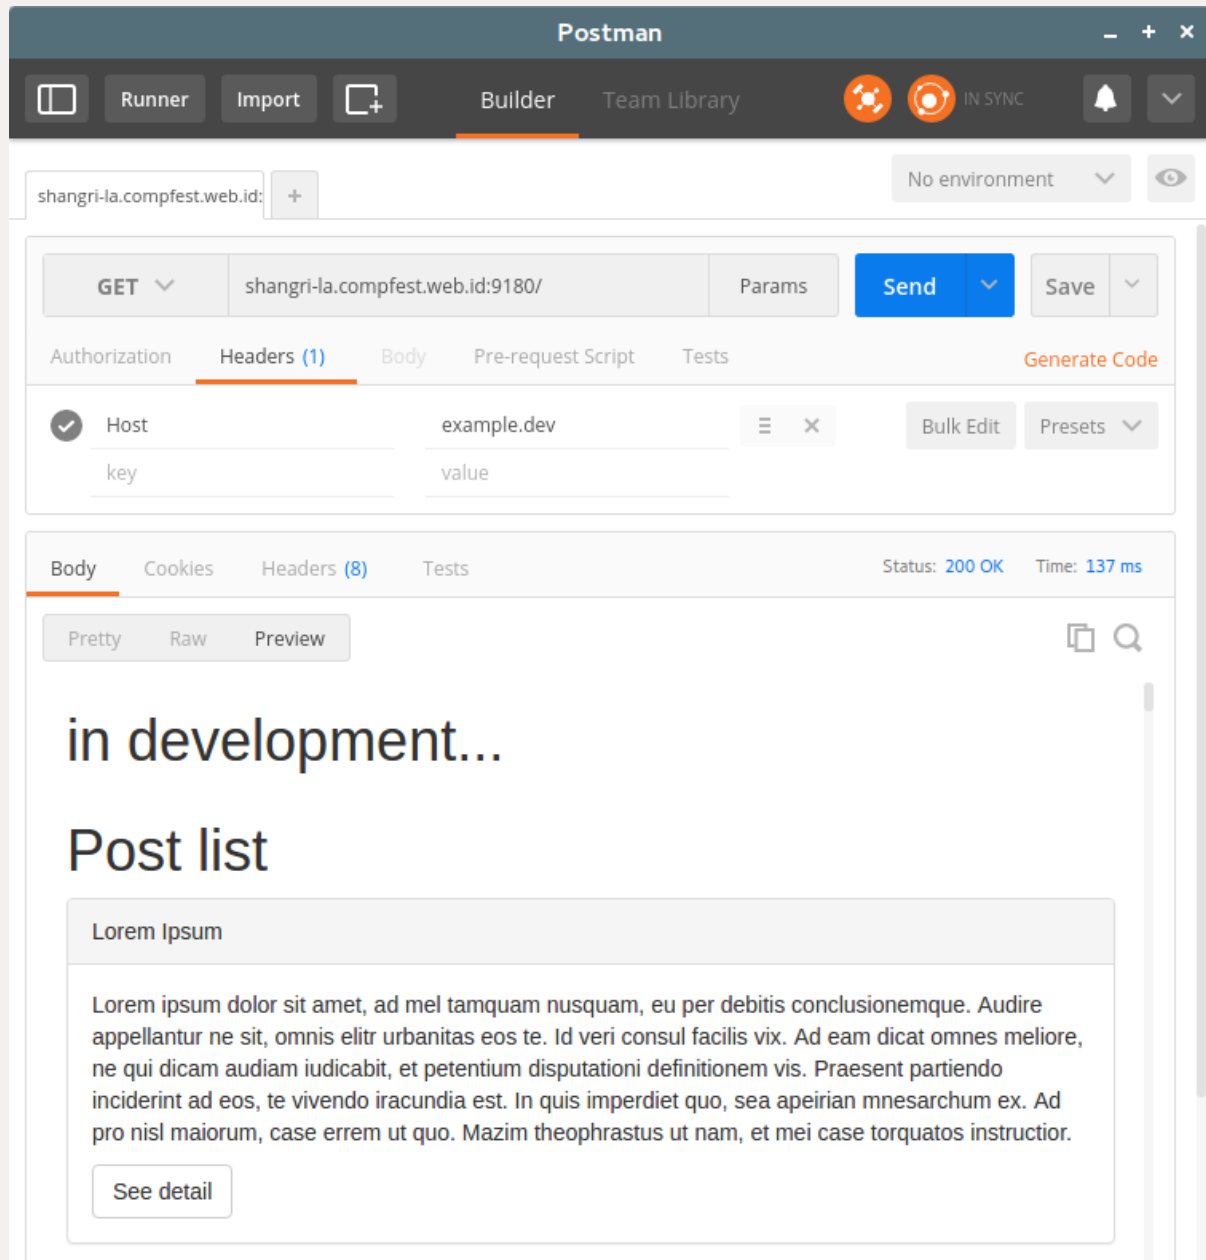 Postman
Runner Import Builder Team Library IN SYNC
shangri-la.compfest.web.id: No environment
GET shangri-la.compfest.web.id:9180/ Params Send Save
Authorization Headers (1) Body Pre-request Script Tests Generate Code
Host example.dev Bulk Edit Presets
key value
Body Cookies Headers (8) Tests Status: 200 OK Time: 137 ms
Pretty Raw Preview
in development...
Post list
Lorem Ipsum
Lorem ipsum dolor sit amet, ad mel tamquam nusquam, eu per debitis conclusionemque. Audire
appellantur ne sit, omnis elitr urbanitas eos te. Id veri consul facilis vix. Ad eam dicat omnes meliore,
ne qui dicam audiam iudicabit, et petentium disputationi definitionem vis. Praesent partiendo
inciderint ad eos, te vivendo iracundia est. In quis imperdiet quo, sea apeirian mnesarchum ex. Ad
pro nisl maiorum, case errem ut quo. Mazim theophrastus ut nam, et mei case torquatos instructior.
See detail